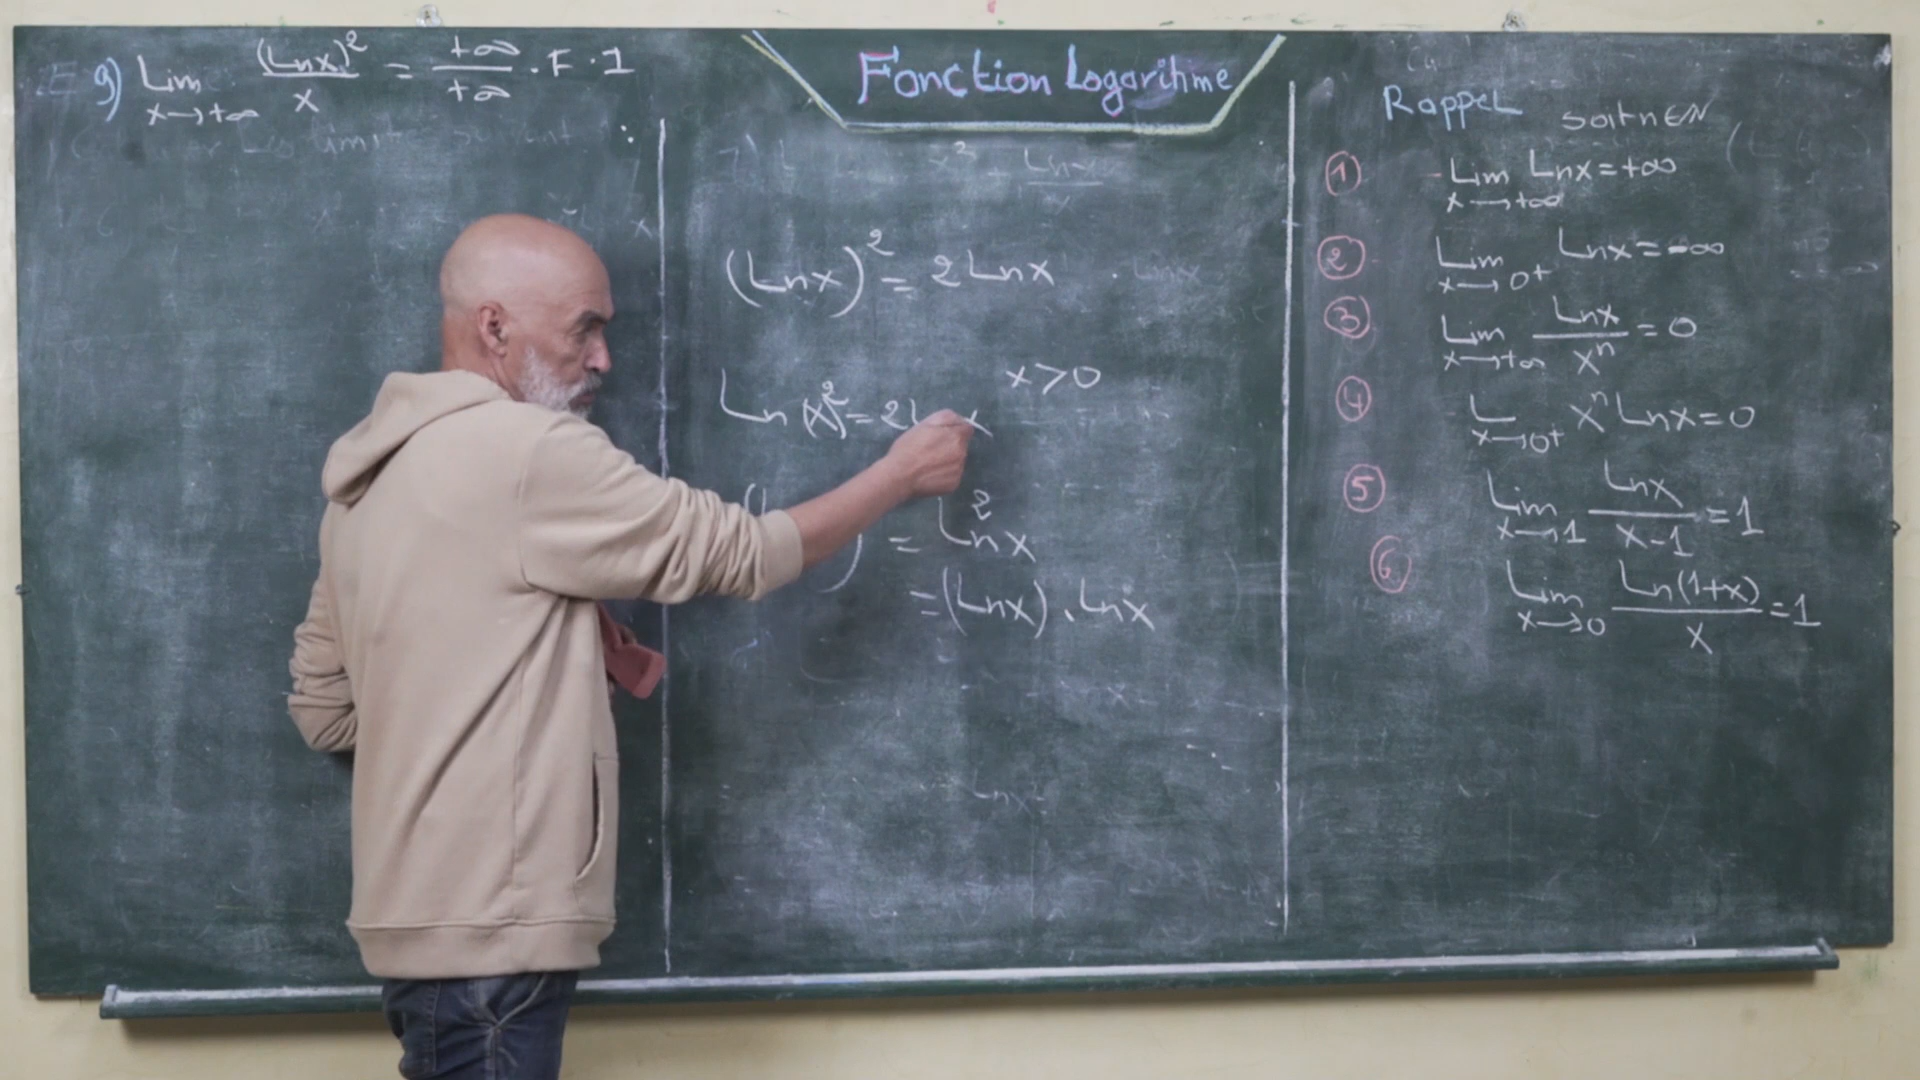 9) Lim x→+∞ (Lnx)² / x = +∞ / +∞ . F . 1
Fonction Logarithme
(Lnx)² = 2Lnx
x>0
Ln(x)² = 2Lnx
= Ln²x
=(Lnx).Lnx
Rappel soit n∈N
① - Lim x→+∞ Lnx=+∞
② Lim x→0+ Lnx=-∞
③ Lim x→+∞ Lnx / xⁿ = 0
④ L x→0+ xⁿ Lnx=0
⑤ Lim x→1 Lnx / x-1 =1
⑥ Lim x→0 Ln(1+x) / x =1